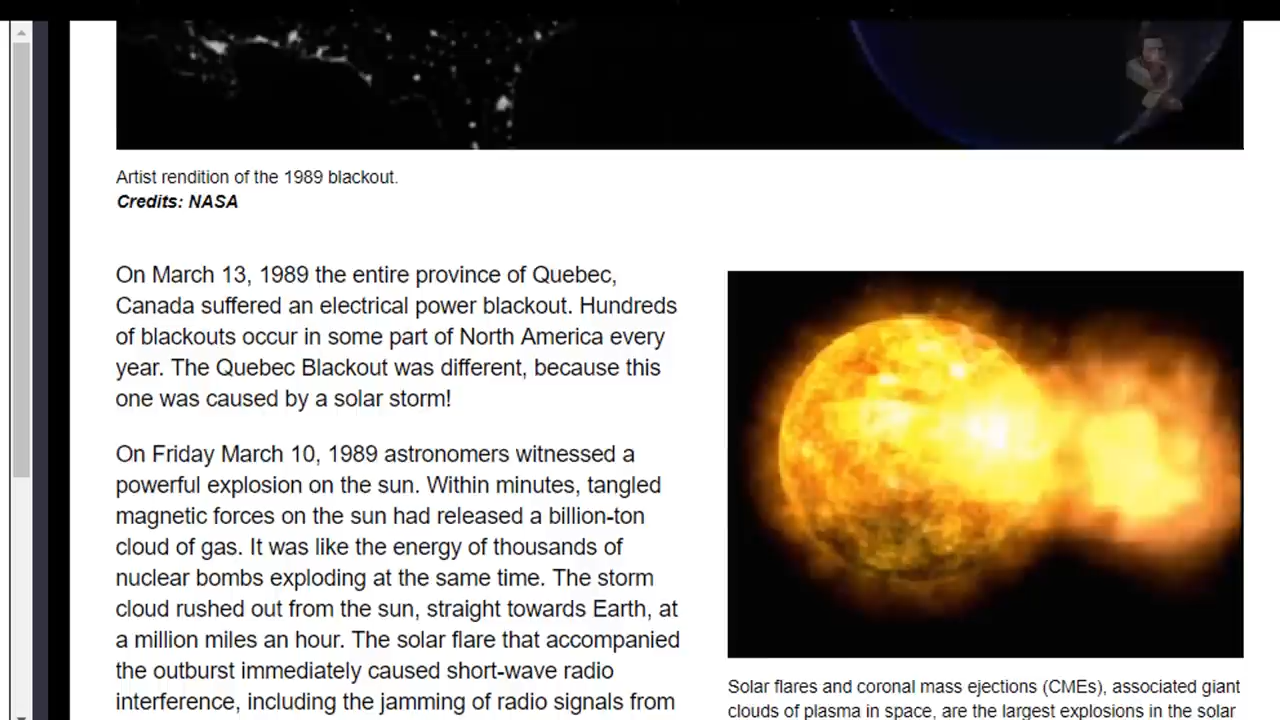 Artist rendition of the 1989 blackout.
Credits: NASA
On March 13, 1989 the entire province of Quebec,
Canada suffered an electrical power blackout. Hundreds
of blackouts occur in some part of North America every
year. The Quebec Blackout was different, because this
one was caused by a solar storm!
On Friday March 10, 1989 astronomers witnessed a
powerful explosion on the sun. Within minutes, tangled
magnetic forces on the sun had released a billion-ton
cloud of gas. It was like the energy of thousands of
nuclear bombs exploding at the same time. The storm
cloud rushed out from the sun, straight towards Earth, at
a million miles an hour. The solar flare that accompanied
the outburst immediately caused short-wave radio
interference, including the jamming of radio signals from
Solar flares and coronal mass ejections (CMEs), associated giant
clouds of plasma in space, are the largest explosions in the solar